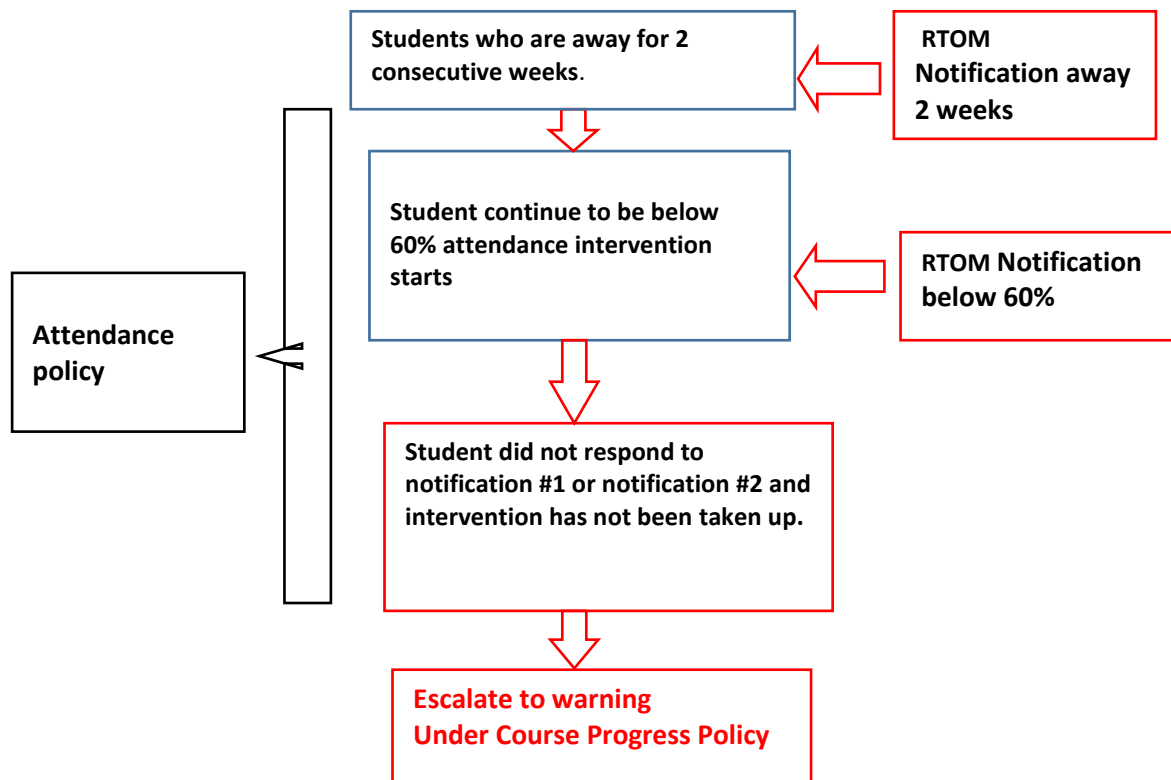 Students who are away for 2
consecutive weeks.
RTOM
Notification away
2 weeks
Student continue to be below
60% attendance intervention
starts
RTOM Notification
below 60%
Attendance
policy
Student did not respond to
notification #1 or notification #2 and
intervention has not been taken up.
Escalate to warning
Under Course Progress Policy